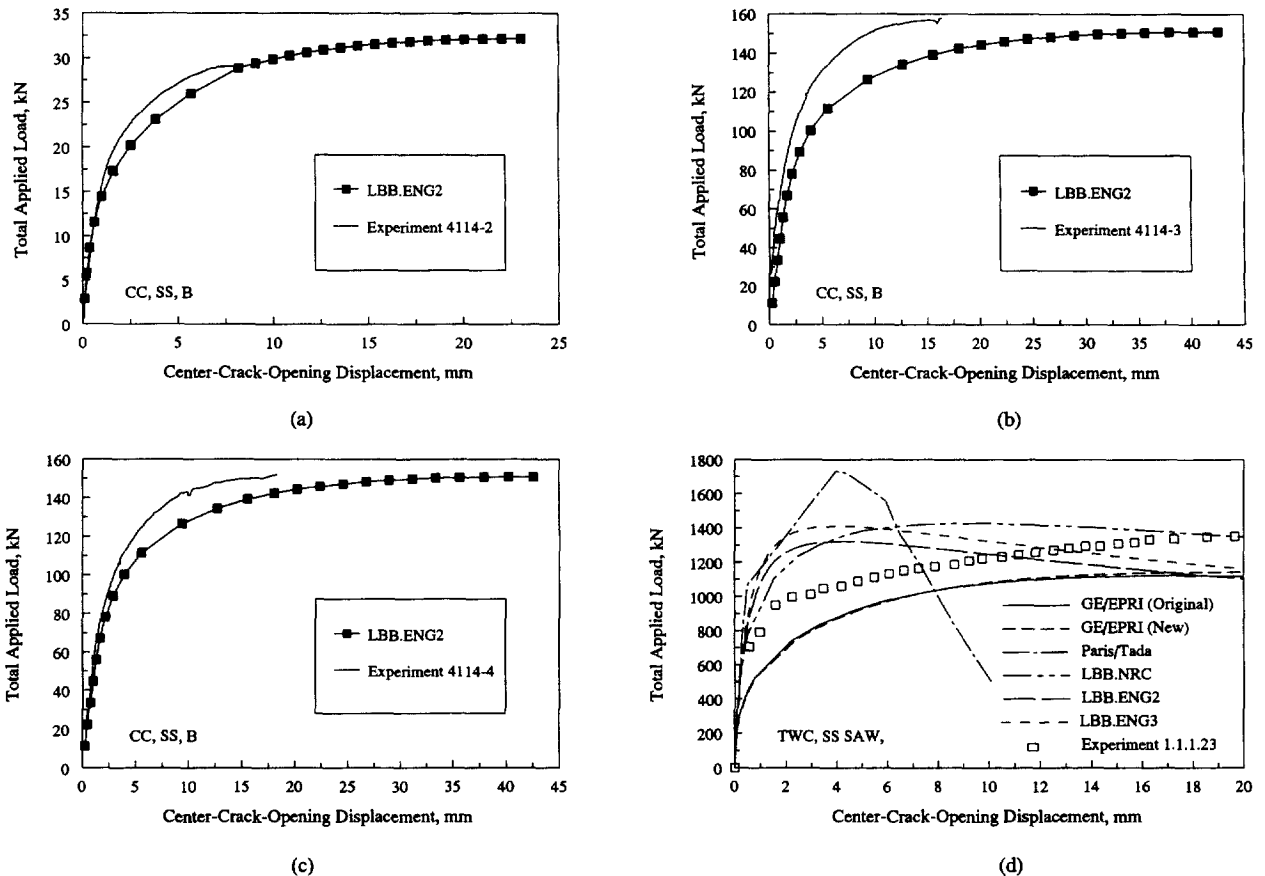 35
30
25
20
15
10
5
0
Total Applied Load, kN
LBB.ENG2
Experiment 4114-2
CC, SS, B
0 5 10 15 20 25
Center-Crack-Opening Displacement, mm
(a)
160
140
120
100
80
60
40
20
0
Total Applied Load, kN
LBB.ENG2
Experiment 4114-3
CC, SS, B
0 5 10 15 20 25 30 35 40 45
Center-Crack-Opening Displacement, mm
(b)
160
140
120
100
80
60
40
20
0
Total Applied Load, kN
LBB.ENG2
Experiment 4114-4
CC, SS, B
0 5 10 15 20 25 30 35 40 45
Center-Crack-Opening Displacement, mm
(c)
1800
1600
1400
1200
1000
800
600
400
200
0
Total Applied Load, kN
GE/EPRI (Original)
GE/EPRI (New)
Paris/Tada
LBB.NRC
LBB.ENG2
LBB.ENG3
Experiment 1.1.1.23
TWC, SS SAW,
0 2 4 6 8 10 12 14 16 18 20
Center-Crack-Opening Displacement, mm
(d)